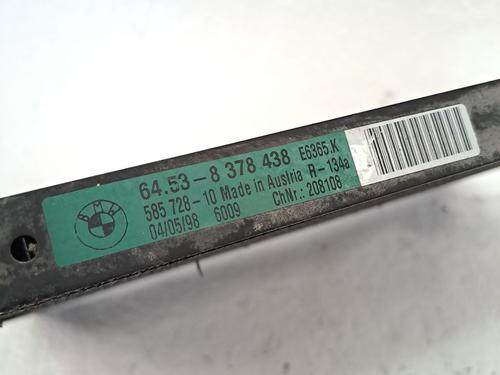 64.53-8 378 438 E6365.K
585 728-10 Made in Austria R-134a
04/05/98 6009 ChNr.: 208108
BMW